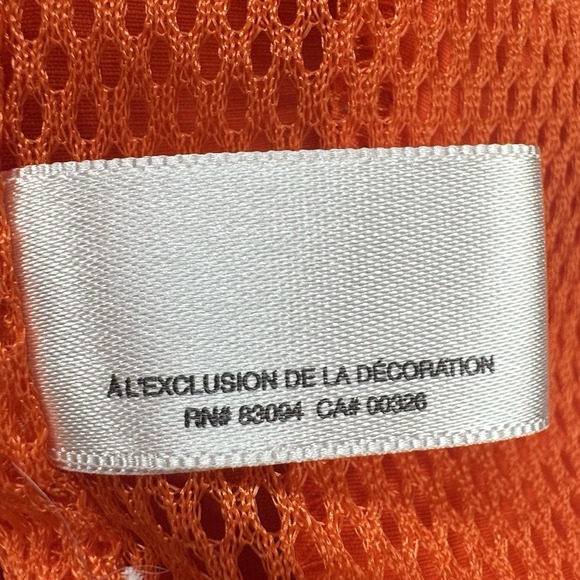 À L'EXCLUSION DE LA DÉCORATION
RN# 83094 CA# 00326